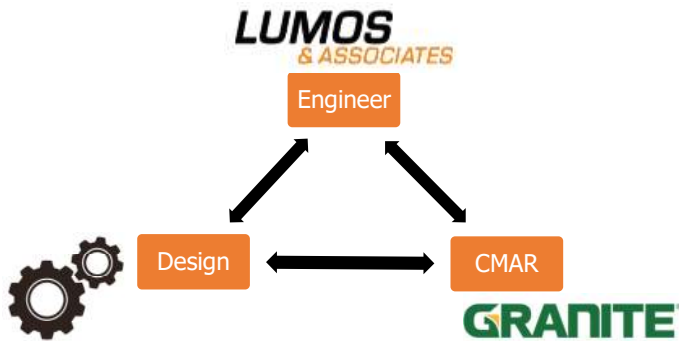 LUMOS
& ASSOCIATES
Engineer
Design
CMAR
GRANITE